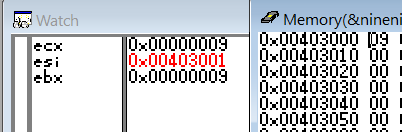 Watch
ecx 0x00000009
esi 0x00403001
ebx 0x00000009
Memory(&ninenin
0x00403000 09
0x00403010 00
0x00403020 00
0x00403030 00
0x00403040 00
0x00403050 00